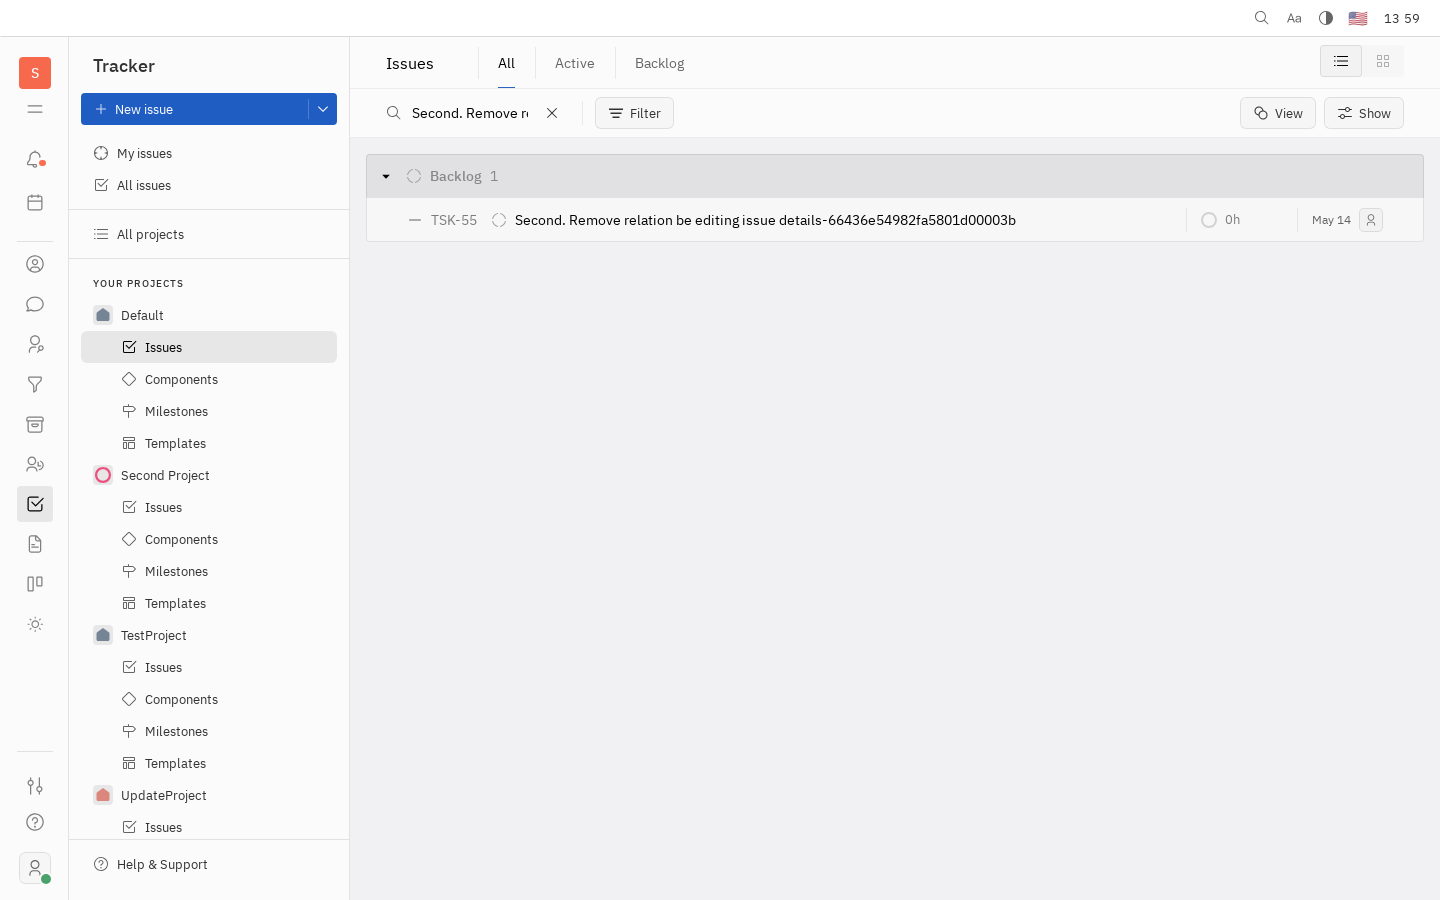 Aa
13 59
S
Tracker
New issue
My issues
All issues
All projects
YOUR PROJECTS
Default
Issues
Components
Milestones
Templates
Second Project
Issues
Components
Milestones
Templates
TestProject
Issues
Components
Milestones
Templates
UpdateProject
Issues
Help & Support
Issues
All
Active
Backlog
Second. Remove re
Filter
View
Show
Backlog 1
TSK-55 Second. Remove relation be editing issue details-66436e54982fa5801d00003b 0h May 14